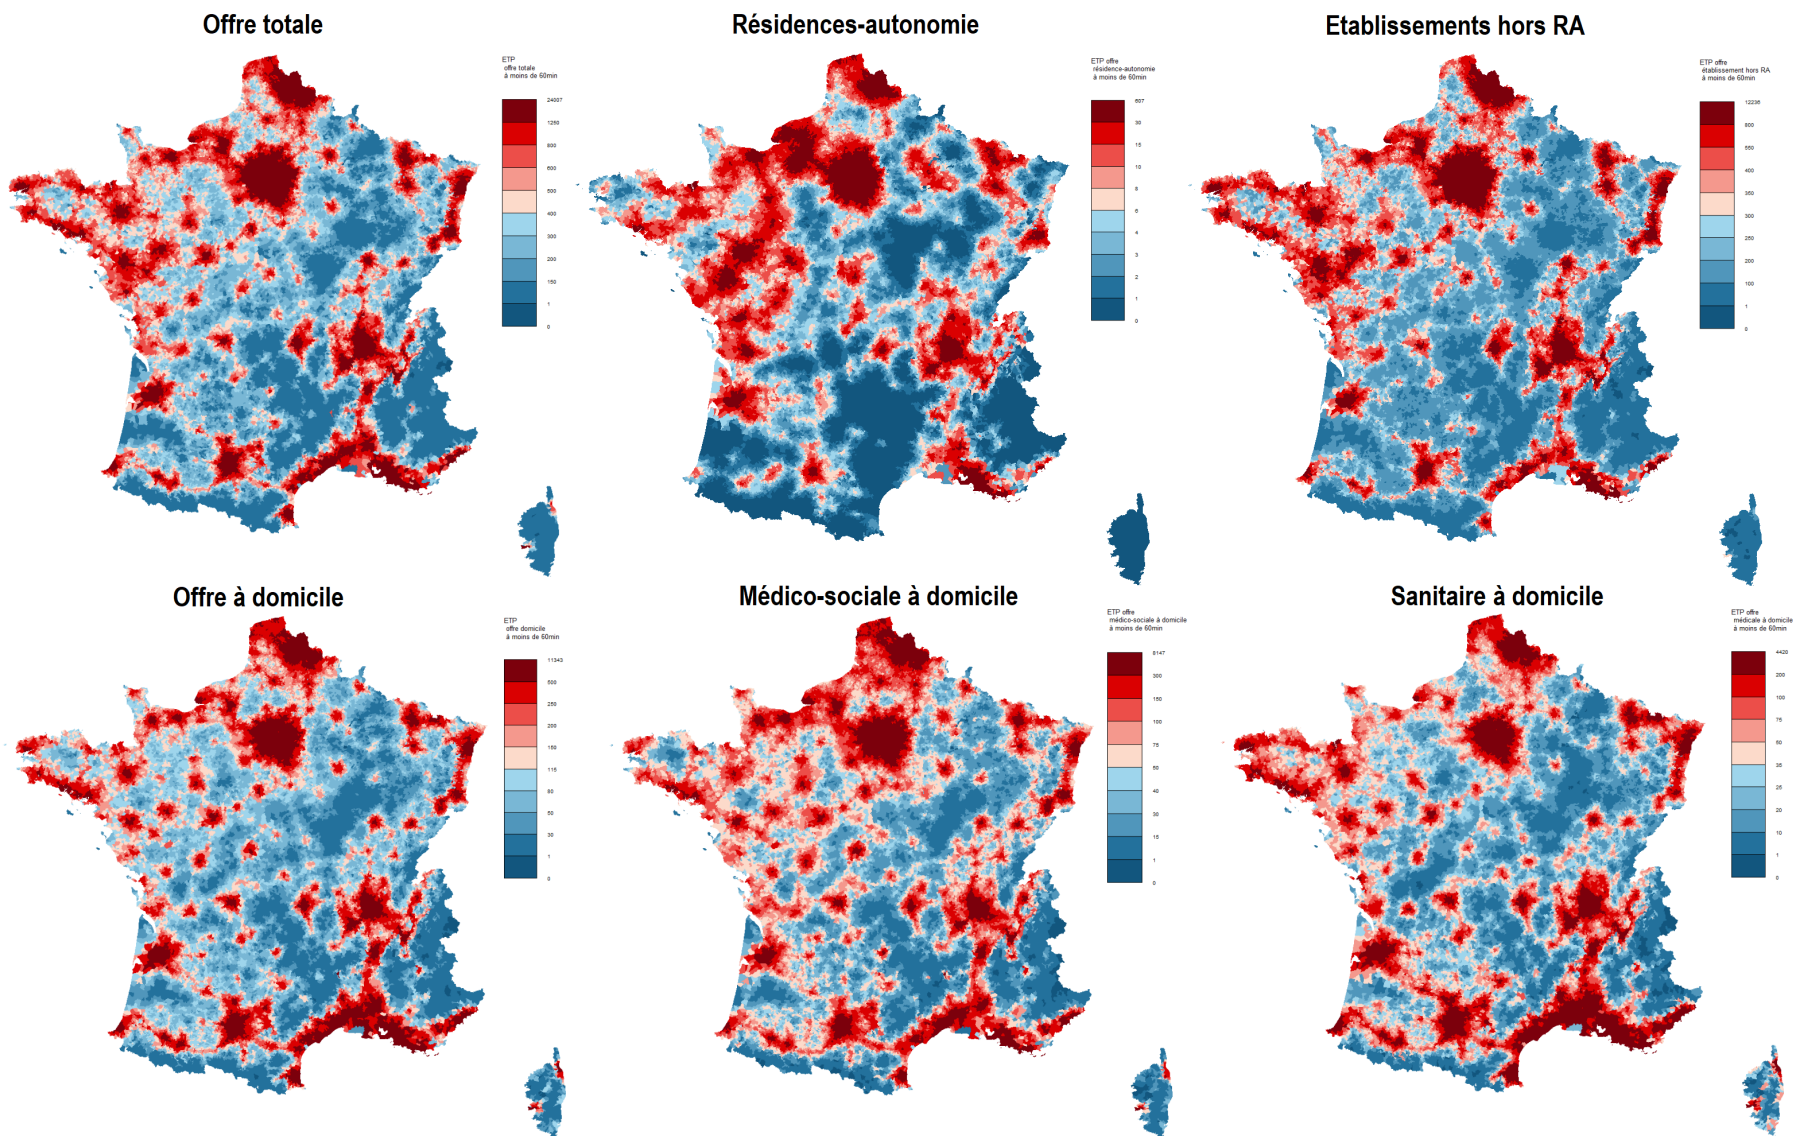 Offre totale
ETP
offre totale
à moins de 60min
24007
1250
800
600
500
400
300
200
150
1
0
Résidences-autonomie
ETP offre
résidence-autonomie
à moins de 60min
607
30
15
10
8
6
4
3
2
1
0
Etablissements hors RA
ETP offre
établissement hors RA
à moins de 60min
12236
800
550
400
350
300
250
200
100
1
0
Offre à domicile
ETP
offre domicile
à moins de 60min
11343
500
250
200
150
115
80
50
30
1
0
Médico-sociale à domicile
ETP offre
médico-sociale à domicile
à moins de 60min
8147
300
150
100
75
50
40
30
15
1
0
Sanitaire à domicile
ETP offre
médicale à domicile
à moins de 60min
4420
200
100
75
50
35
25
20
10
1
0